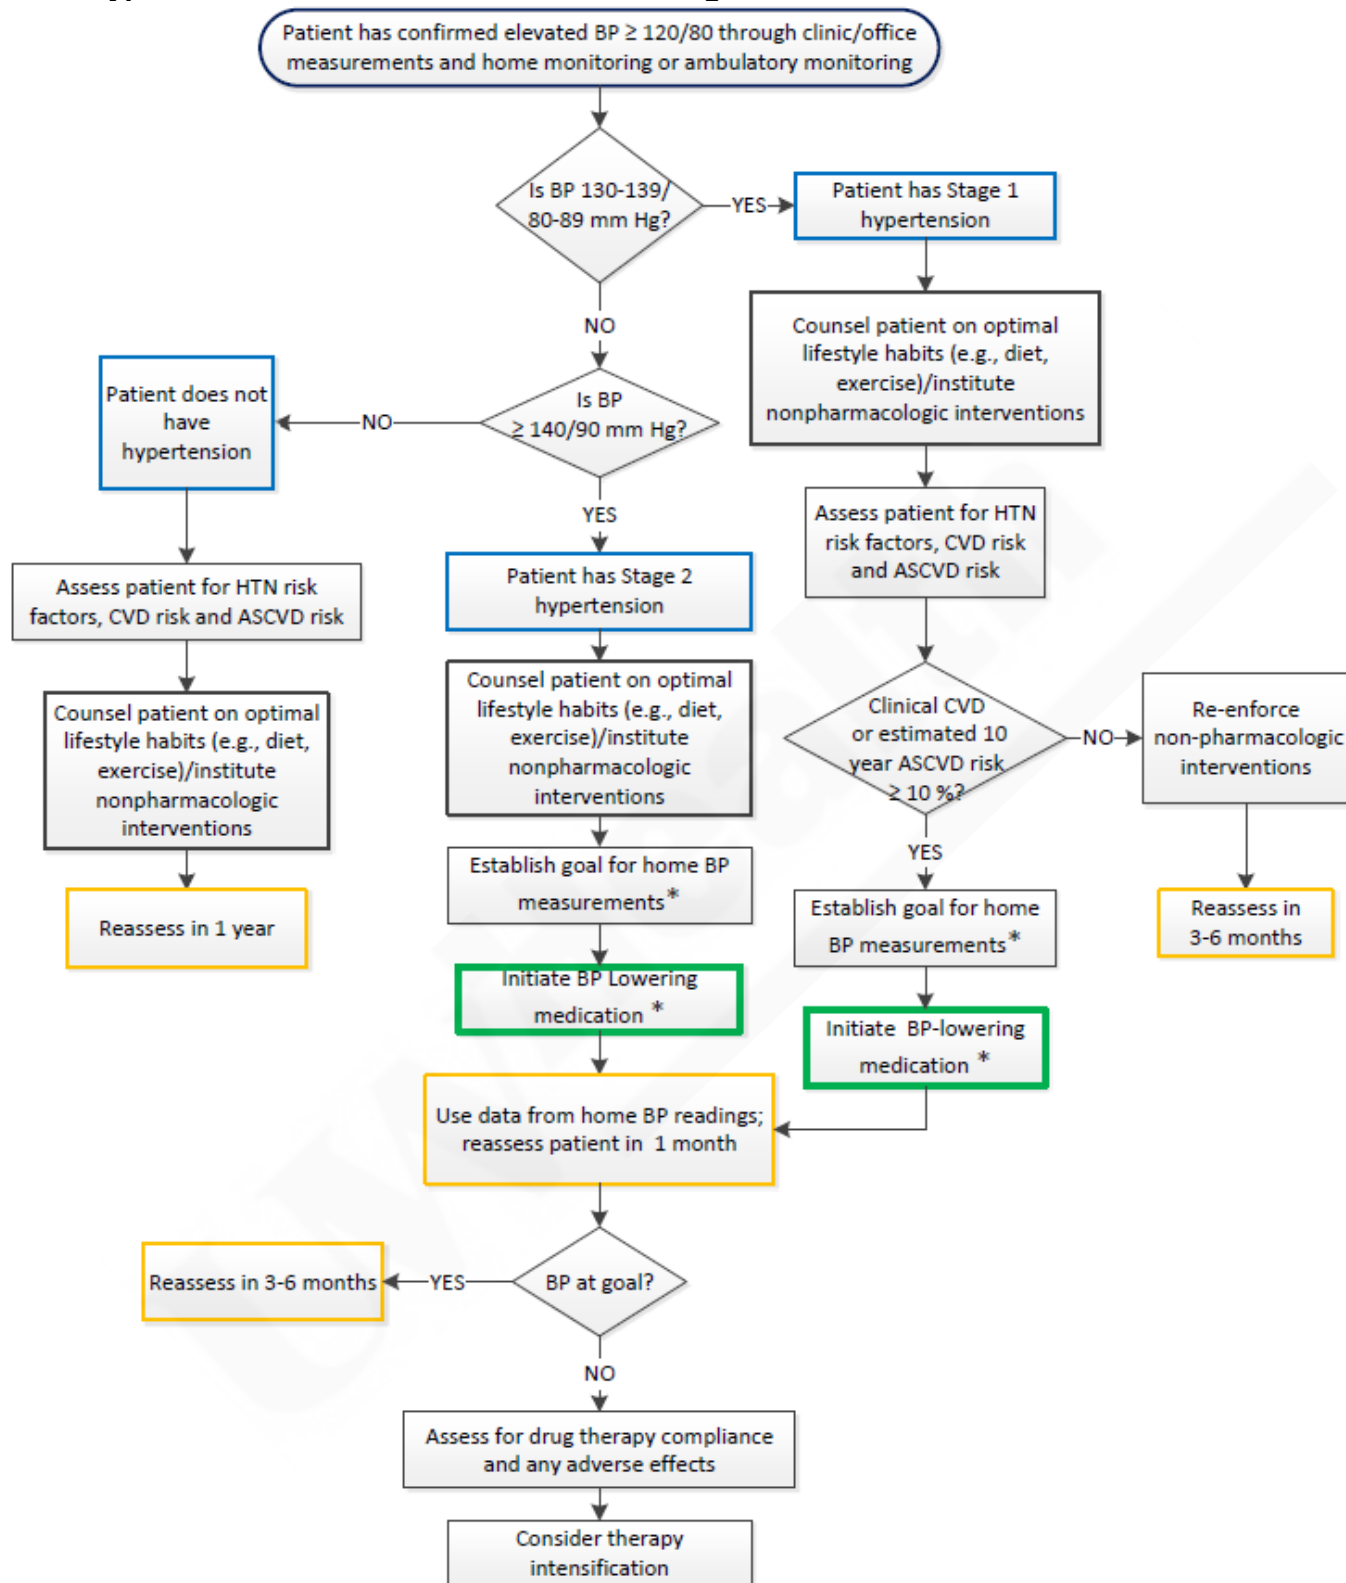 Patient has confirmed elevated BP ≥ 120/80 through clinic/office
measurements and home monitoring or ambulatory monitoring
Is BP 130-139/
80-89 mm Hg?
YES
Patient has Stage 1
hypertension
NO
Counsel patient on optimal
lifestyle habits (e.g., diet,
exercise)/institute
nonpharmacologic interventions
Is BP
≥ 140/90 mm Hg?
NO
Patient does not
have
hypertension
YES
Assess patient for HTN
risk factors, CVD risk
and ASCVD risk
Patient has Stage 2
hypertension
Assess patient for HTN risk
factors, CVD risk and ASCVD risk
Counsel patient on optimal
lifestyle habits (e.g., diet,
exercise)/institute
nonpharmacologic
interventions
Counsel patient on optimal
lifestyle habits (e.g., diet,
exercise)/institute
nonpharmacologic
interventions
Clinical CVD
or estimated 10
year ASCVD risk
≥ 10 %?
NO
Re-enforce
non-pharmacologic
interventions
YES
Reassess in 1 year
Establish goal for home BP
measurements*
Establish goal for home
BP measurements*
Reassess in
3-6 months
Initiate BP Lowering
medication *
Initiate BP-lowering
medication *
Use data from home BP readings;
reassess patient in 1 month
BP at goal?
YES
Reassess in 3-6 months
NO
Assess for drug therapy compliance
and any adverse effects
Consider therapy
intensification